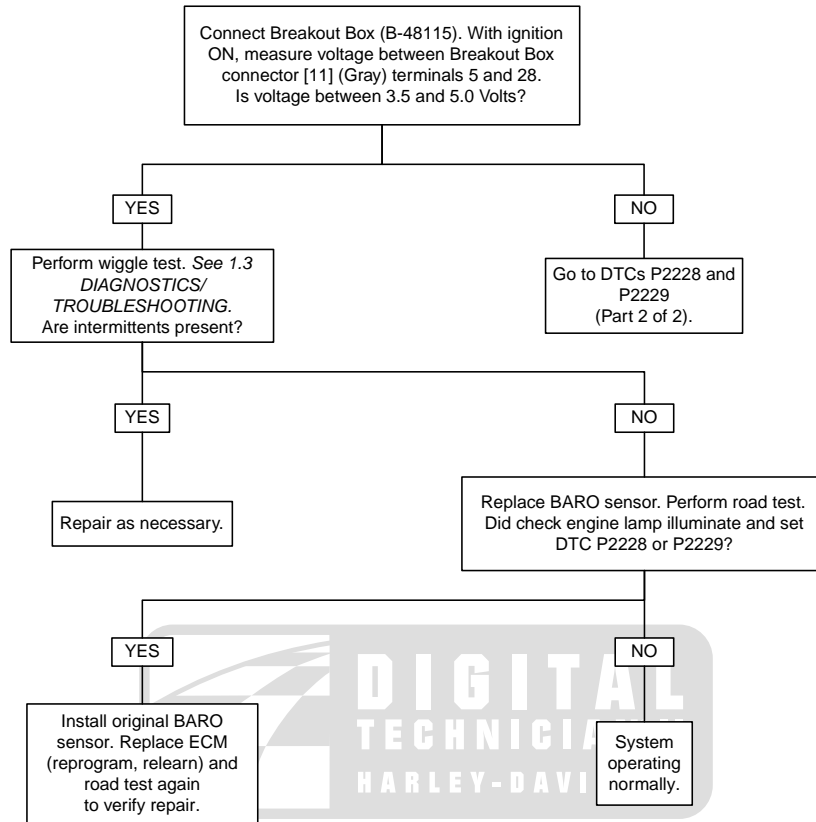 Connect Breakout Box (B-48115). With ignition
ON, measure voltage between Breakout Box
connector [11] (Gray) terminals 5 and 28.
Is voltage between 3.5 and 5.0 Volts?
YES
NO
Perform wiggle test. See 1.3
DIAGNOSTICS/
TROUBLESHOOTING.
Are intermittents present?
Go to DTCs P2228 and
P2229
(Part 2 of 2).
YES
NO
Repair as necessary.
Replace BARO sensor. Perform road test.
Did check engine lamp illuminate and set
DTC P2228 or P2229?
YES
NO
Install original BARO
sensor. Replace ECM
(reprogram, relearn) and
road test again
to verify repair.
System
operating
normally.
DIGITAL